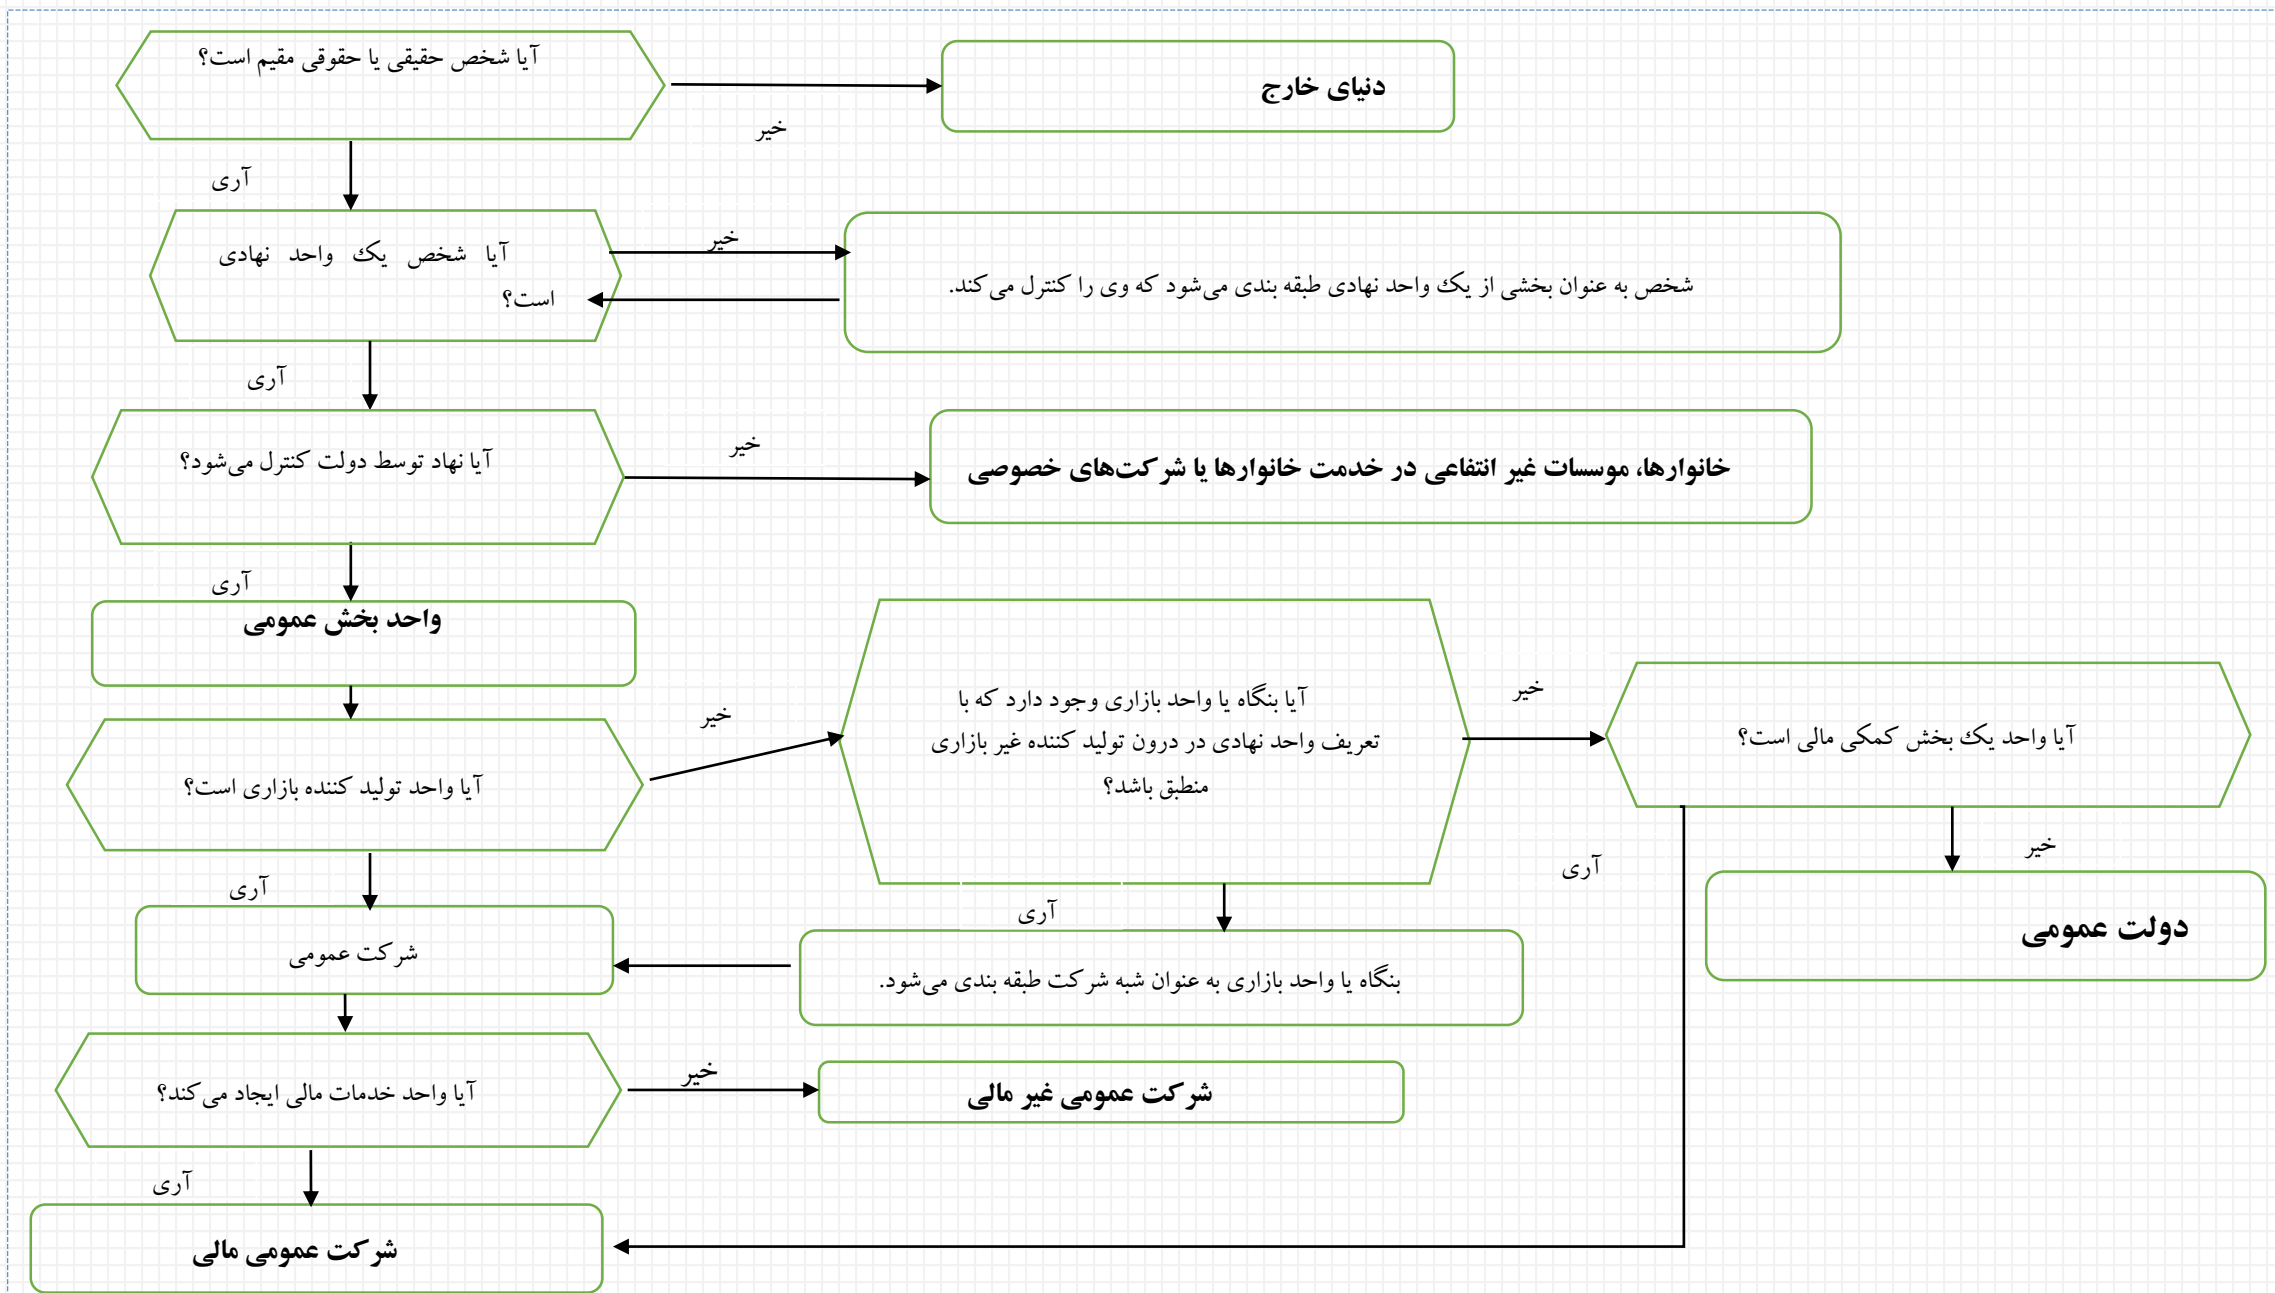 آیا شخص حقیقی یا حقوقی مقیم است؟
دنیای خارج
خیر
آری
آیا شخص یک واحد نهادی
است؟
خیر
شخص به عنوان بخشی از یک واحد نهادی طبقه بندی می‌شود که وی را کنترل می‌کند.
آری
آیا نهاد توسط دولت کنترل می‌شود؟
خیر
خانوارها، موسسات غیر انتفاعی در خدمت خانوارها یا شرکت‌های خصوصی
آری
واحد بخش عمومی
آیا واحد تولید کننده بازاری است؟
خیر
آیا بنگاه یا واحد بازاری وجود دارد که با
تعریف واحد نهادی در درون تولید کننده غیر بازاری
منطبق باشد؟
خیر
آیا واحد یک بخش کمکی مالی است؟
خیر
آری
دولت عمومی
آری
آری
شرکت عمومی
بنگاه یا واحد بازاری به عنوان شبه شرکت طبقه بندی می‌شود.
آیا واحد خدمات مالی ایجاد می‌کند؟
خیر
شرکت عمومی غیر مالی
آری
شرکت عمومی مالی